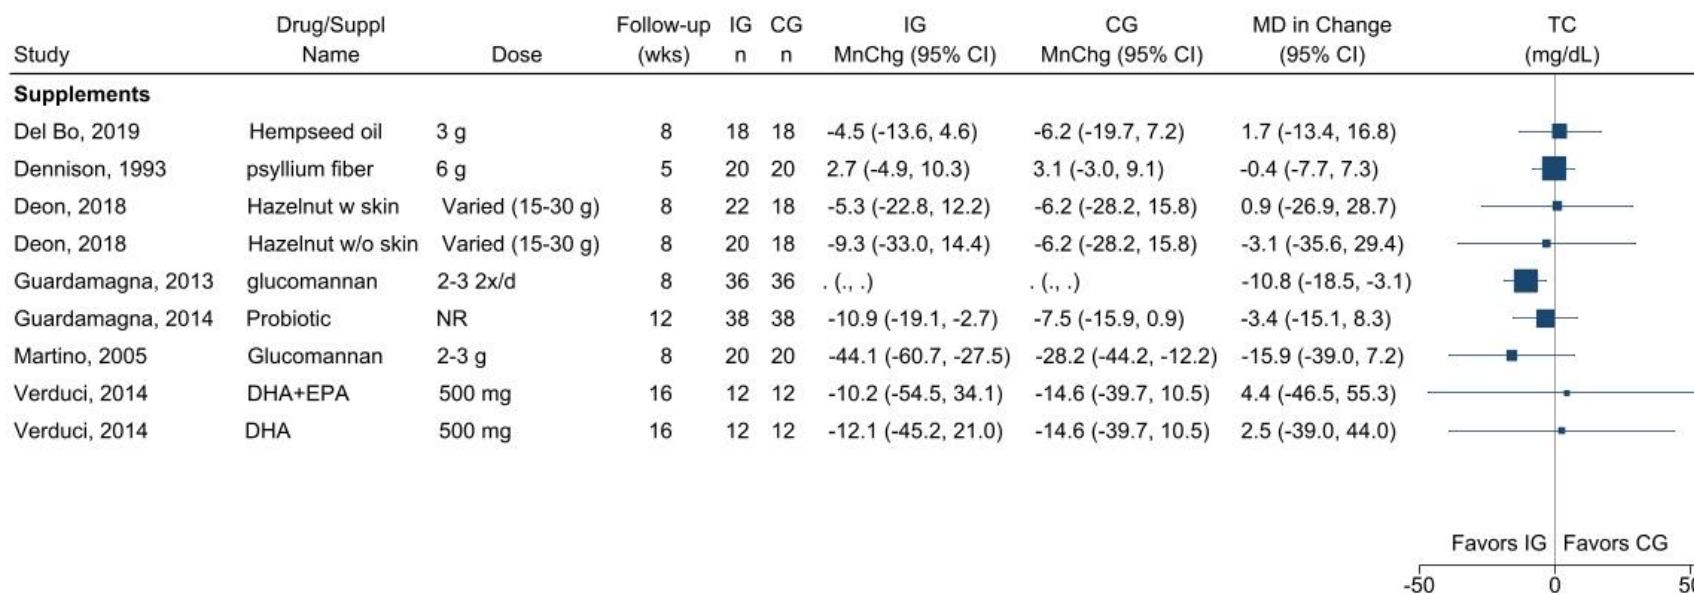 Drug/Suppl Follow-up IG CG IG CG MD in Change TC
Study Name Dose (wks) n n MnChg (95% CI) MnChg (95% CI) (95% CI) (mg/dL)
Supplements
Del Bo, 2019 Hempseed oil 3 g 8 18 18 -4.5 (-13.6, 4.6) -6.2 (-19.7, 7.2) 1.7 (-13.4, 16.8)
Dennison, 1993 psyllium fiber 6 g 5 20 20 2.7 (-4.9, 10.3) 3.1 (-3.0, 9.1) -0.4 (-7.7, 7.3)
Deon, 2018 Hazelnut w skin Varied (15-30 g) 8 22 18 -5.3 (-22.8, 12.2) -6.2 (-28.2, 15.8) 0.9 (-26.9, 28.7)
Deon, 2018 Hazelnut w/o skin Varied (15-30 g) 8 20 18 -9.3 (-33.0, 14.4) -6.2 (-28.2, 15.8) -3.1 (-35.6, 29.4)
Guardamagna, 2013 glucomannan 2-3 2x/d 8 36 36 . (., .) . (., .) -10.8 (-18.5, -3.1)
Guardamagna, 2014 Probiotic NR 12 38 38 -10.9 (-19.1, -2.7) -7.5 (-15.9, 0.9) -3.4 (-15.1, 8.3)
Martino, 2005 Glucomannan 2-3 g 8 20 20 -44.1 (-60.7, -27.5) -28.2 (-44.2, -12.2) -15.9 (-39.0, 7.2)
Verduci, 2014 DHA+EPA 500 mg 16 12 12 -10.2 (-54.5, 34.1) -14.6 (-39.7, 10.5) 4.4 (-46.5, 55.3)
Verduci, 2014 DHA 500 mg 16 12 12 -12.1 (-45.2, 21.0) -14.6 (-39.7, 10.5) 2.5 (-39.0, 44.0)
Favors IG Favors CG
-50 0 50